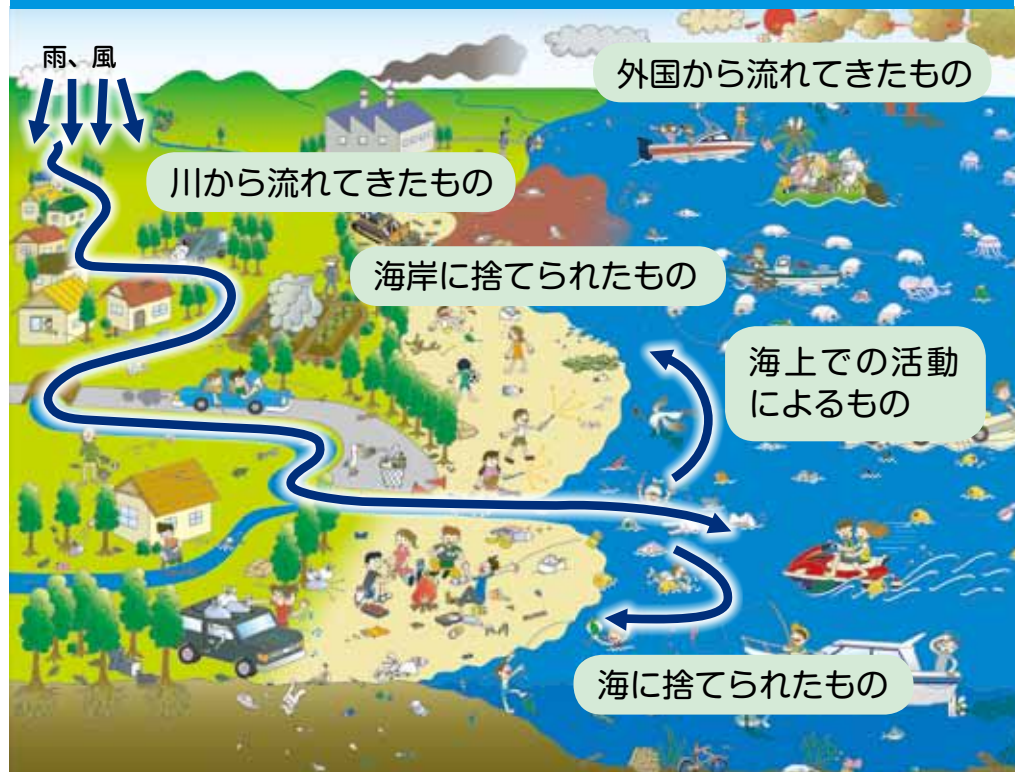 雨、風
外国から流れてきたもの
川から流れてきたもの
海岸に捨てられたもの
海上での活動
によるもの
海に捨てられたもの